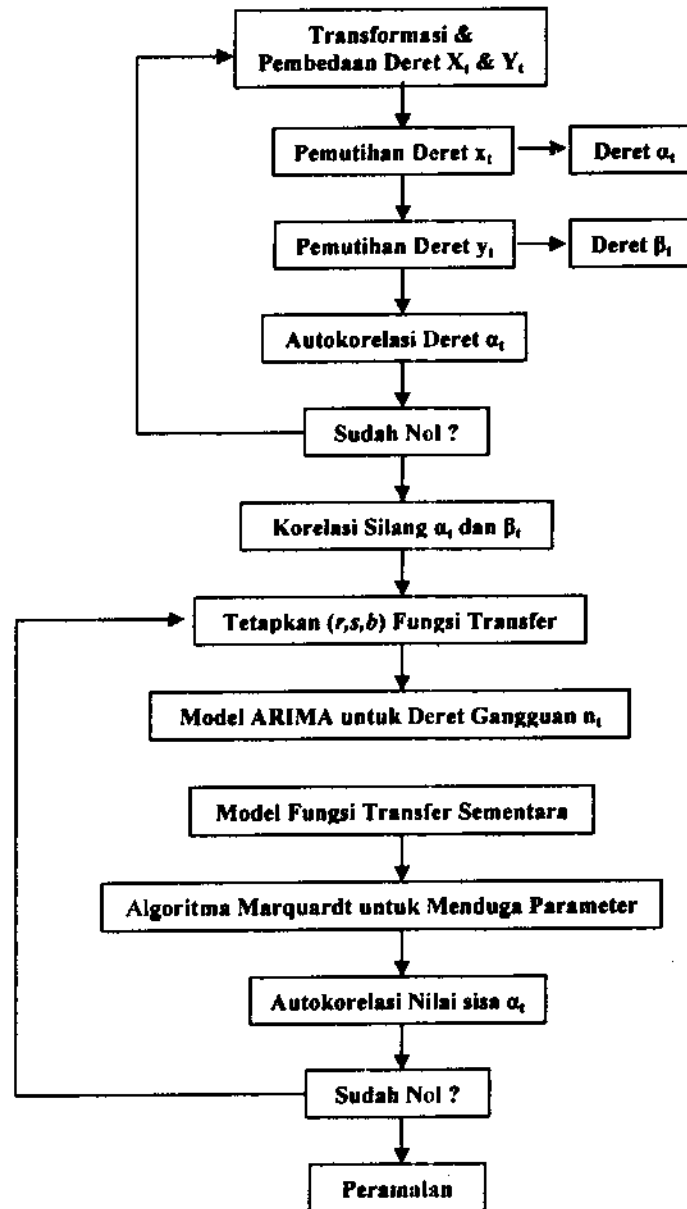 Transformasi &
Pembedaan Deret Xₜ & Yₜ
Pemutihan Deret xₜ
Deret αₜ
Pemutihan Deret yₜ
Deret βₜ
Autokorelasi Deret αₜ
Sudah Nol ?
Korelasi Silang αₜ dan βₜ
Tetapkan (r,s,b) Fungsi Transfer
Model ARIMA untuk Deret Gangguan nₜ
Model Fungsi Transfer Sementara
Algoritma Marquardt untuk Menduga Parameter
Autokorelasi Nilai sisa αₜ
Sudah Nol ?
Peramalan